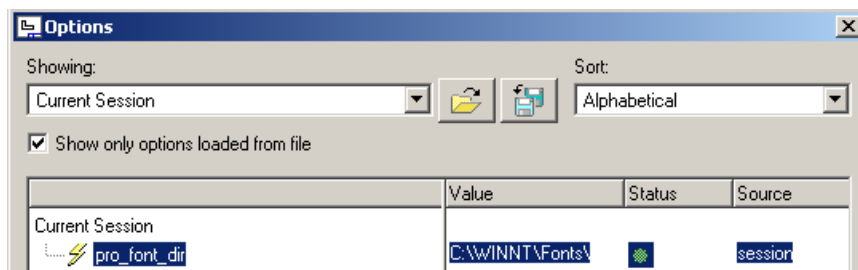 Options
Showing: Sort:
Current Session Alphabetical
Show only options loaded from file
Value Status Source
Current Session
pro_font_dir C:\WINNT\Fonts\ session